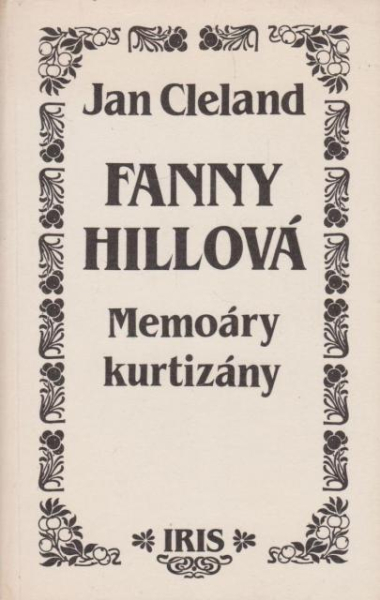 Jan Cleland
FANNY
HILLOVÁ
Memoáry
kurtizány
IRIS